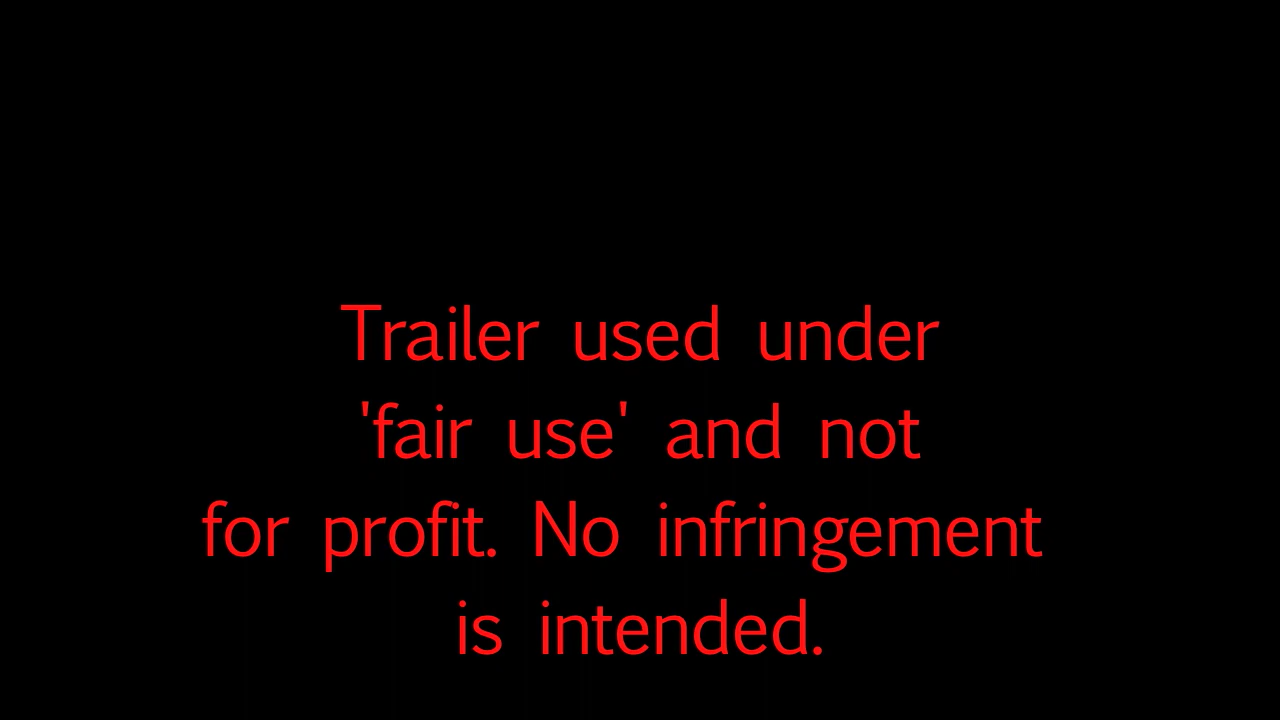 Trailer used under
'fair use' and not
for profit. No infringement
is intended.